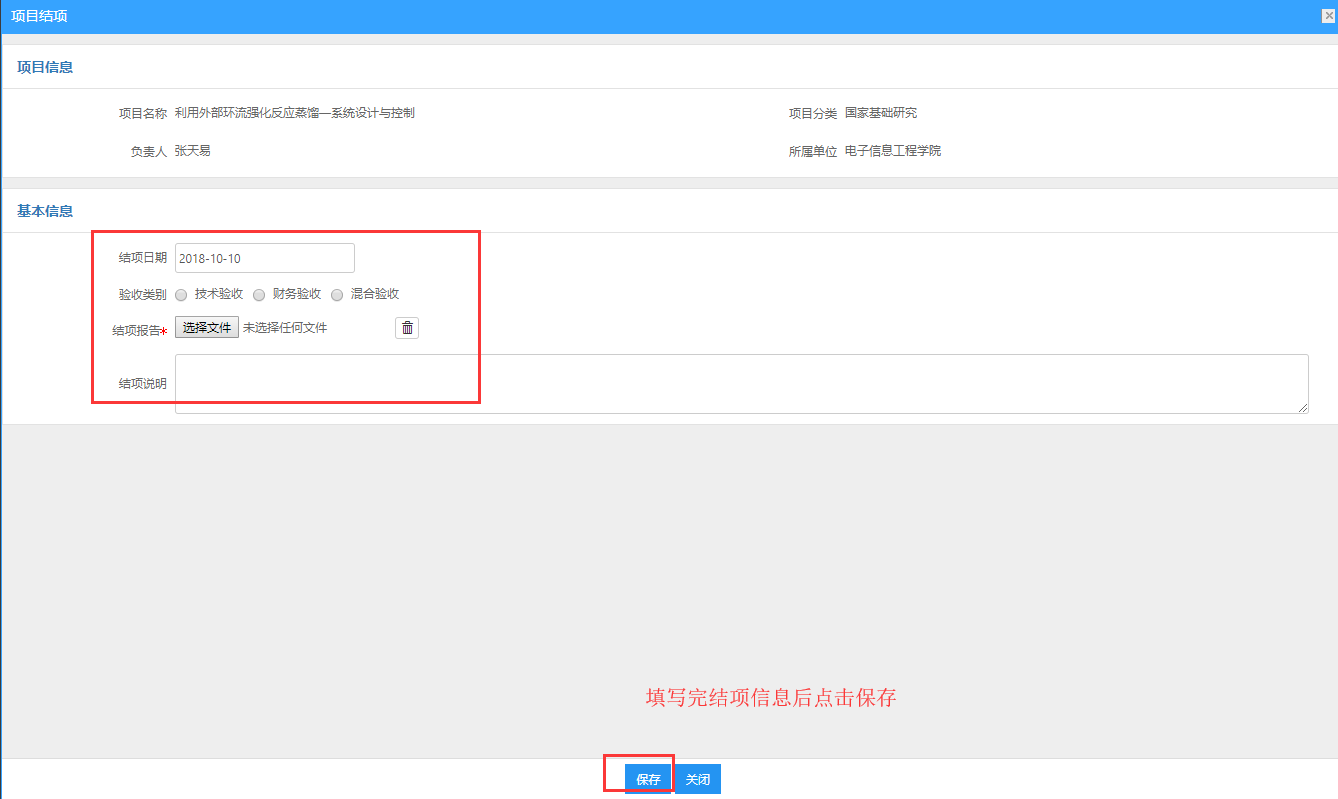 项目结项
项目信息
项目名称 利用外部环流强化反应蒸馏—系统设计与控制 项目分类 国家基础研究
负责人 张天易 所属单位 电子信息工程学院
基本信息
结项日期 2018-10-10
验收类别 技术验收 财务验收 混合验收
结项报告* 选择文件 未选择任何文件
结项说明
填写完结项信息后点击保存
保存 关闭